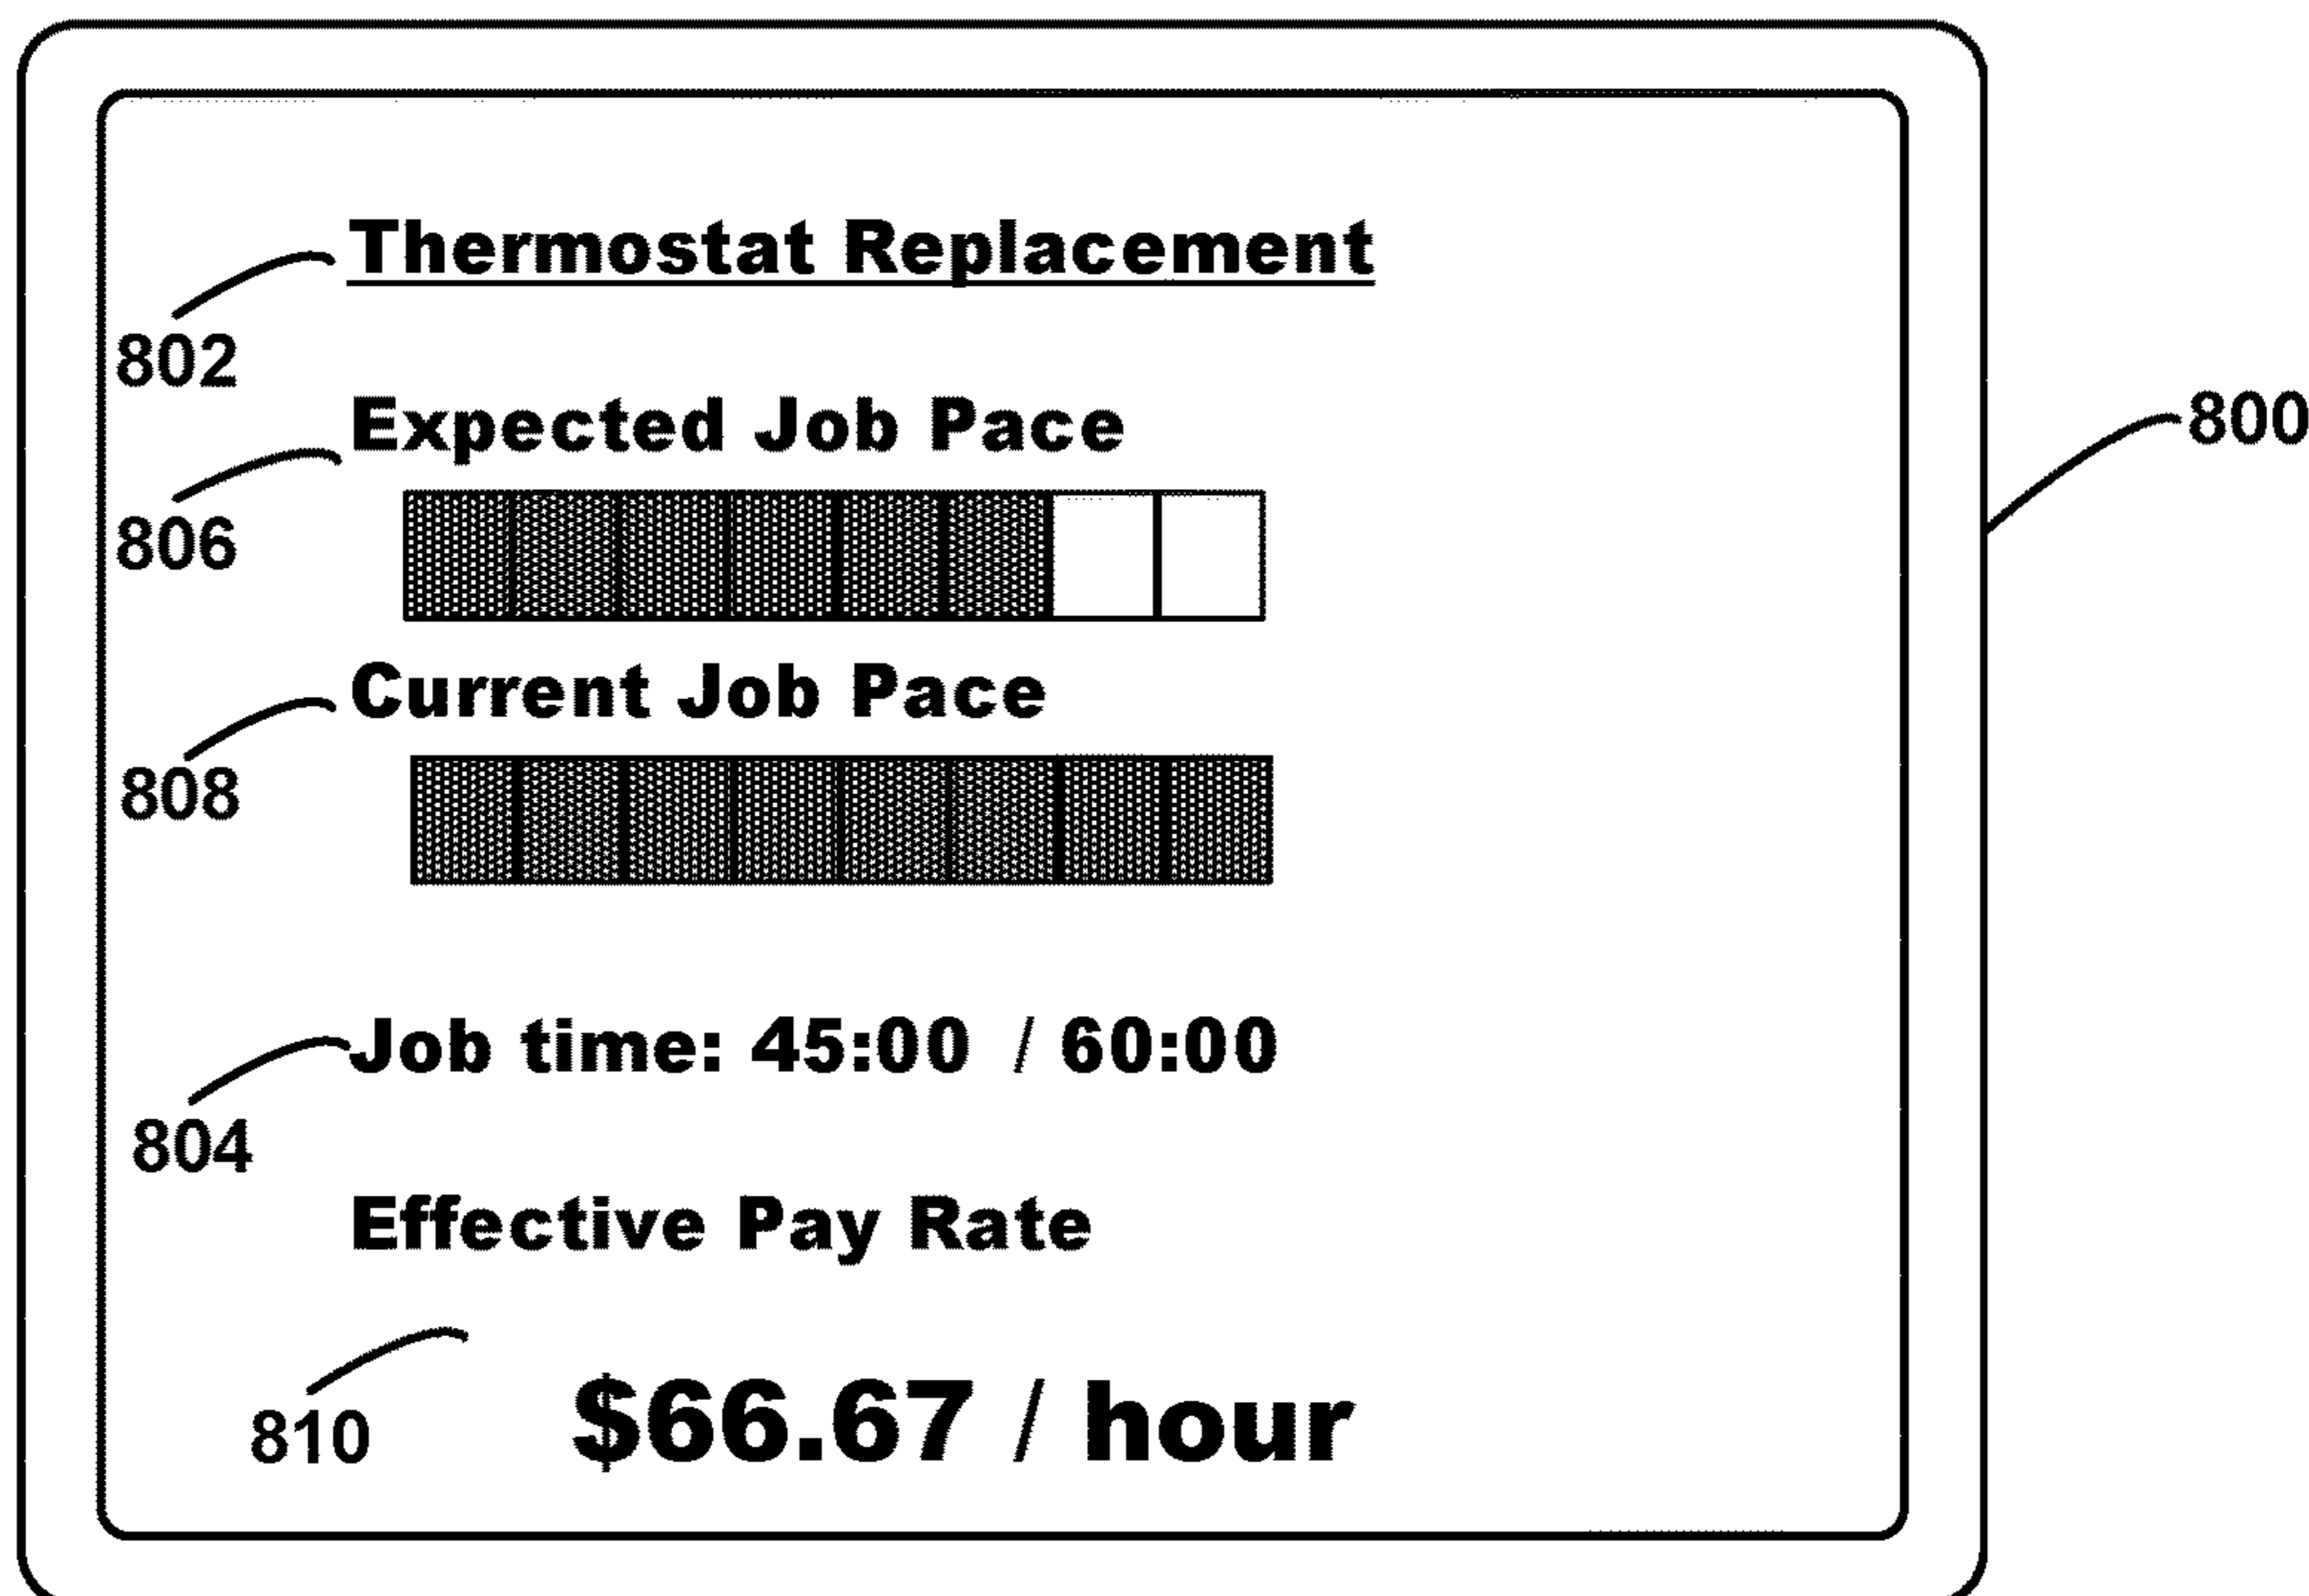 Thermostat Replacement
802
Expected Job Pace
800
806
Current Job Pace
808
Job time: 45:00 / 60:00
804
Effective Pay Rate
810
$66.67 / hour